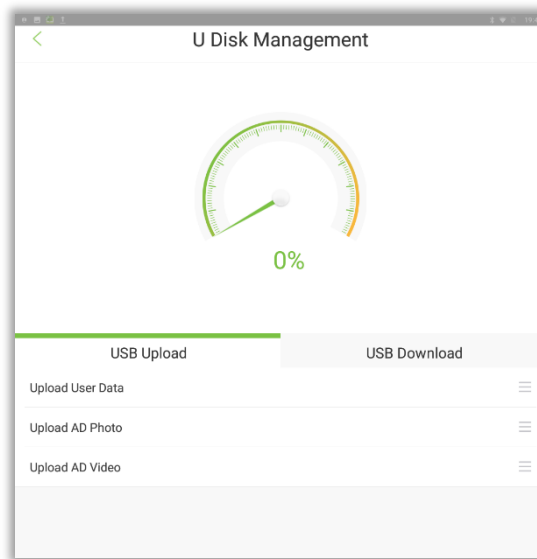 U Disk Management
0%
USB Upload
USB Download
Upload User Data
Upload AD Photo
Upload AD Video